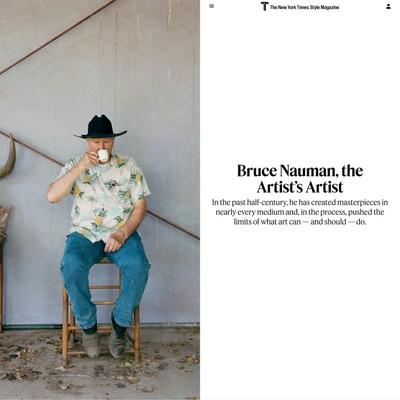 The New York Times Style Magazine
Bruce Nauman, the
Artist's Artist
In the past half-century, he has created masterpieces in
nearly every medium and, in the process, pushed the
limits of what art can — and should — do.